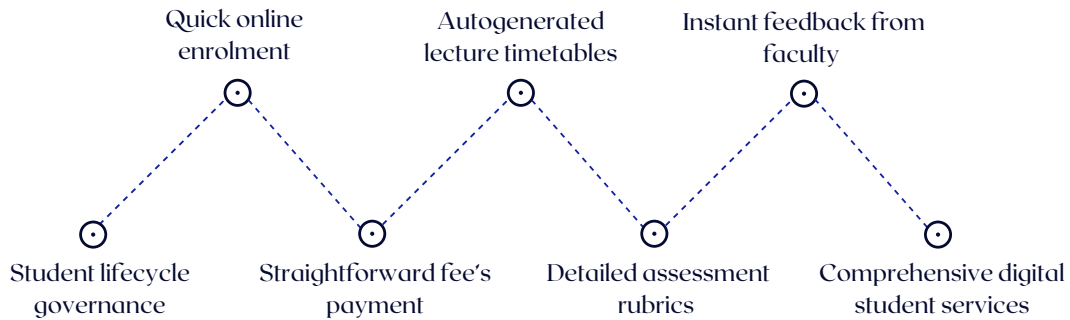 Quick online
enrolment
Autogenerated
lecture timetables
Instant feedback from
faculty
Student lifecycle
governance
Straightforward fee's
payment
Detailed assessment
rubrics
Comprehensive digital
student services